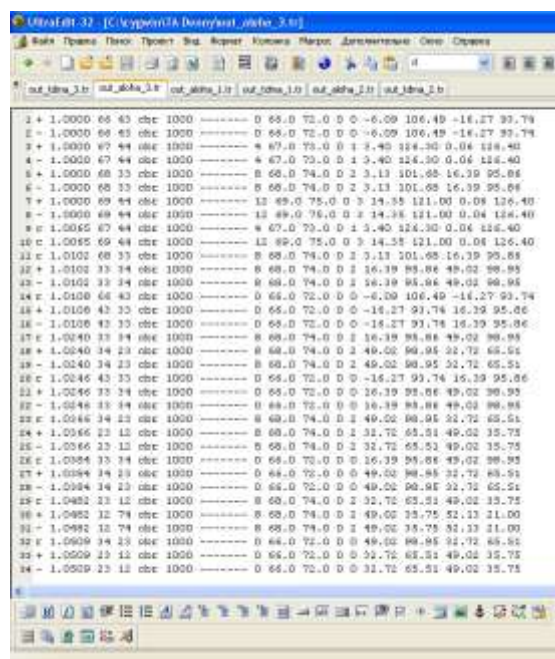 UltraEdit-32 - [C:\cygwin\TA Denny\out_aloha_3.tr]
Файл Правка Поиск Проект Вид Формат Колонка Макрос Дополнительно Окно Справка
out_tdma_3.tr out_aloha_3.tr out_aloha_1.tr out_tdma_1.tr out_aloha_2.tr out_tdma_2.tr
1 + 1.0000 66 43 cbr 1000 ------- 0 66.0 72.0 0 0 -6.09 106.49 -16.27 93.74
2 - 1.0000 66 43 cbr 1000 ------- 0 66.0 72.0 0 0 -6.09 106.49 -16.27 93.74
3 + 1.0000 67 44 cbr 1000 ------- 4 67.0 73.0 0 1 3.40 126.30 0.06 126.40
4 - 1.0000 67 44 cbr 1000 ------- 4 67.0 73.0 0 1 3.40 126.30 0.06 126.40
5 + 1.0000 68 33 cbr 1000 ------- 8 68.0 74.0 0 2 3.13 101.68 16.39 95.86
6 - 1.0000 68 33 cbr 1000 ------- 8 68.0 74.0 0 2 3.13 101.68 16.39 95.86
7 + 1.0000 69 44 cbr 1000 ------- 12 69.0 75.0 0 3 14.35 121.00 0.06 126.40
8 - 1.0000 69 44 cbr 1000 ------- 12 69.0 75.0 0 3 14.35 121.00 0.06 126.40
9 r 1.0065 67 44 cbr 1000 ------- 4 67.0 73.0 0 1 3.40 126.30 0.06 126.40
10 r 1.0065 69 44 cbr 1000 ------- 12 69.0 75.0 0 3 14.35 121.00 0.06 126.40
11 r 1.0102 68 33 cbr 1000 ------- 8 68.0 74.0 0 2 3.13 101.68 16.39 95.86
12 + 1.0102 33 34 cbr 1000 ------- 8 68.0 74.0 0 2 16.39 95.86 49.02 98.95
13 - 1.0102 33 34 cbr 1000 ------- 8 68.0 74.0 0 2 16.39 95.86 49.02 98.95
14 r 1.0108 66 43 cbr 1000 ------- 0 66.0 72.0 0 0 -6.09 106.49 -16.27 93.74
15 + 1.0108 43 33 cbr 1000 ------- 0 66.0 72.0 0 0 -16.27 93.74 16.39 95.86
16 - 1.0108 43 33 cbr 1000 ------- 0 66.0 72.0 0 0 -16.27 93.74 16.39 95.86
17 r 1.0240 33 34 cbr 1000 ------- 8 68.0 74.0 0 2 16.39 95.86 49.02 98.95
18 + 1.0240 34 23 cbr 1000 ------- 8 68.0 74.0 0 2 49.02 98.95 32.72 65.51
19 - 1.0240 34 23 cbr 1000 ------- 8 68.0 74.0 0 2 49.02 98.95 32.72 65.51
20 r 1.0246 43 33 cbr 1000 ------- 0 66.0 72.0 0 0 -16.27 93.74 16.39 95.86
21 + 1.0246 33 34 cbr 1000 ------- 0 66.0 72.0 0 0 16.39 95.86 49.02 98.95
22 - 1.0246 33 34 cbr 1000 ------- 0 66.0 72.0 0 0 16.39 95.86 49.02 98.95
23 r 1.0366 34 23 cbr 1000 ------- 8 68.0 74.0 0 2 49.02 98.95 32.72 65.51
24 + 1.0366 23 12 cbr 1000 ------- 8 68.0 74.0 0 2 32.72 65.51 49.02 35.75
25 - 1.0366 23 12 cbr 1000 ------- 8 68.0 74.0 0 2 32.72 65.51 49.02 35.75
26 r 1.0384 33 34 cbr 1000 ------- 0 66.0 72.0 0 0 16.39 95.86 49.02 98.95
27 + 1.0384 34 23 cbr 1000 ------- 0 66.0 72.0 0 0 49.02 98.95 32.72 65.51
28 - 1.0384 34 23 cbr 1000 ------- 0 66.0 72.0 0 0 49.02 98.95 32.72 65.51
29 r 1.0482 23 12 cbr 1000 ------- 8 68.0 74.0 0 2 32.72 65.51 49.02 35.75
30 + 1.0482 12 74 cbr 1000 ------- 8 68.0 74.0 0 2 49.02 35.75 52.13 21.00
31 - 1.0482 12 74 cbr 1000 ------- 8 68.0 74.0 0 2 49.02 35.75 52.13 21.00
32 r 1.0509 34 23 cbr 1000 ------- 0 66.0 72.0 0 0 49.02 98.95 32.72 65.51
33 + 1.0509 23 12 cbr 1000 ------- 0 66.0 72.0 0 0 32.72 65.51 49.02 35.75
34 - 1.0509 23 12 cbr 1000 ------- 0 66.0 72.0 0 0 32.72 65.51 49.02 35.75